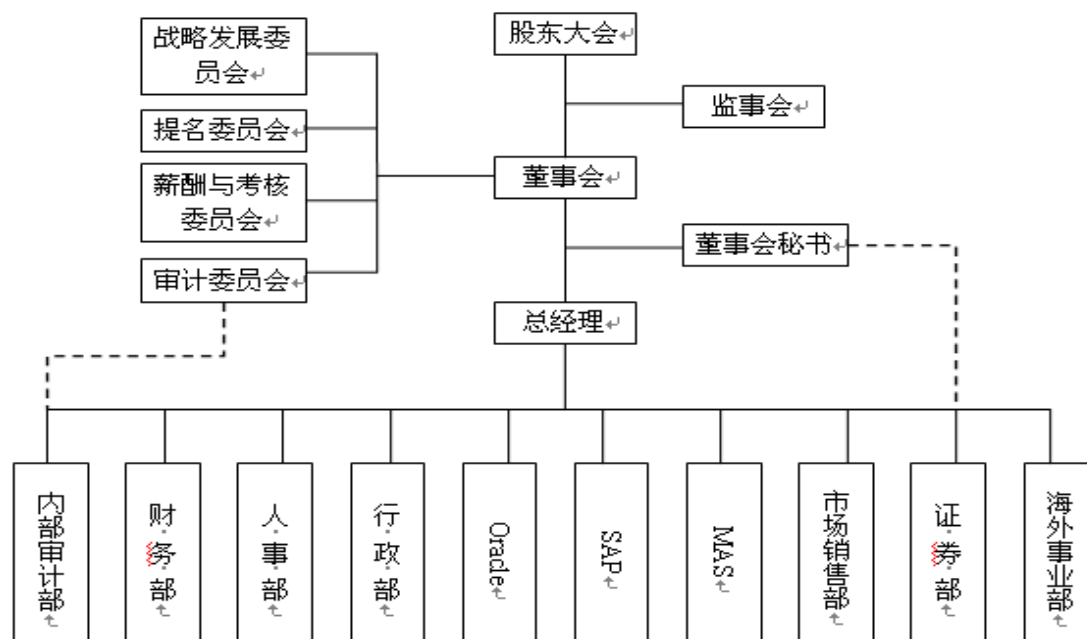 战略发展委
员会
股东大会
监事会
提名委员会
董事会
薪酬与考核
委员会
董事会秘书
审计委员会
总经理
内部审计部
财务部
人事部
行政部
Oracle
SAP
MAS
市场销售部
证券部
海外事业部